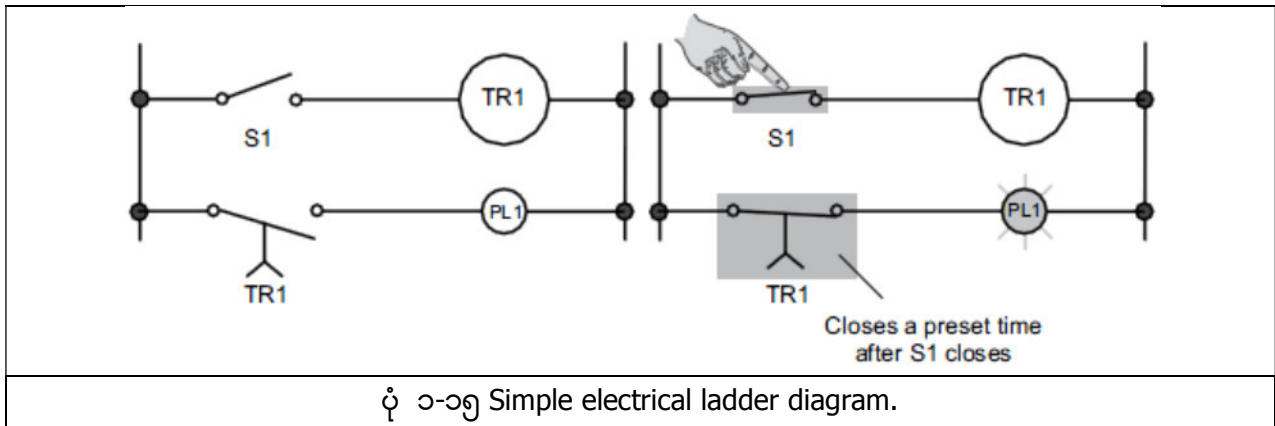 TR1
TR1
S1
S1
PL1
PL1
TR1
TR1
Closes a preset time
after S1 closes
ပုံ ၁-၁၅ Simple electrical ladder diagram.